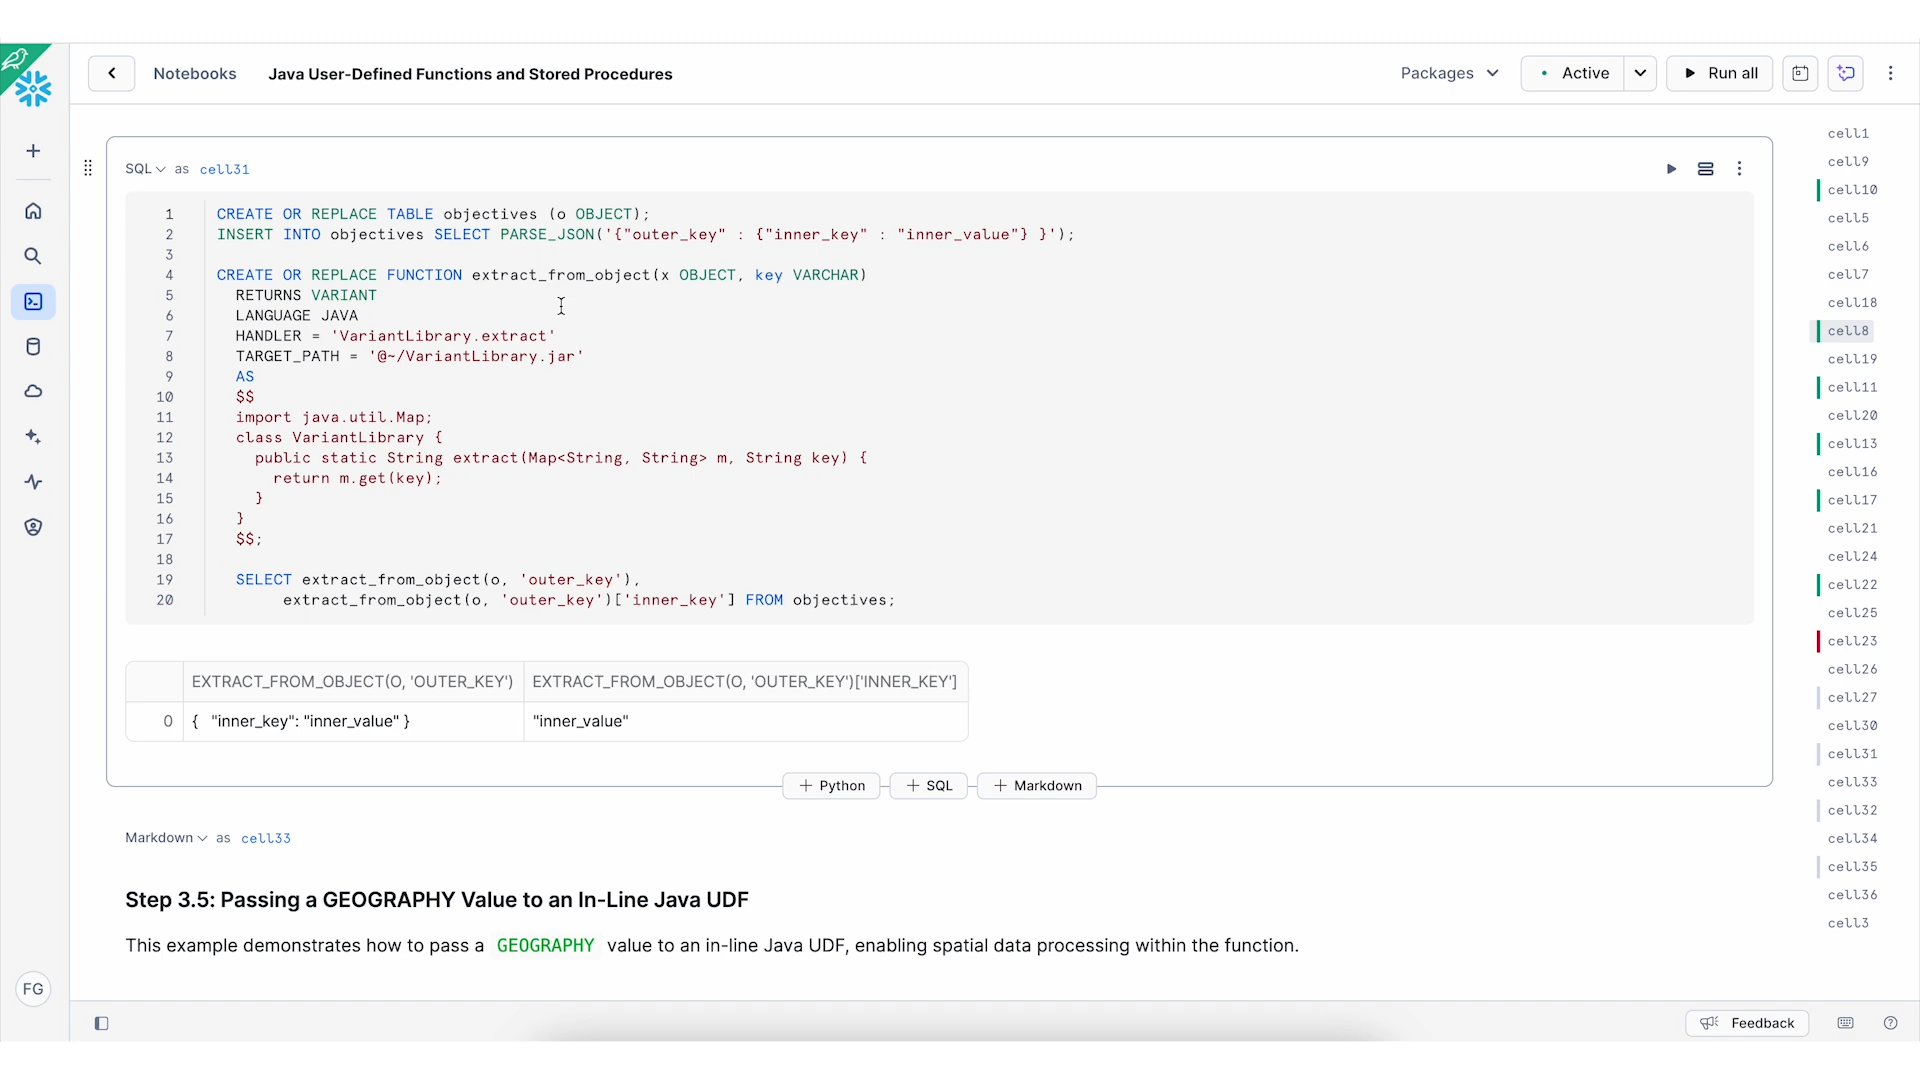 Notebooks
Java User-Defined Functions and Stored Procedures
Packages
Active
Run all
SQL as cell31
1 CREATE OR REPLACE TABLE objectives (o OBJECT);
2 INSERT INTO objectives SELECT PARSE_JSON('{"outer_key" : {"inner_key" : "inner_value"} }');
3
4 CREATE OR REPLACE FUNCTION extract_from_object(x OBJECT, key VARCHAR)
5 RETURNS VARIANT
6 LANGUAGE JAVA
7 HANDLER = 'VariantLibrary.extract'
8 TARGET_PATH = '@~/VariantLibrary.jar'
9 AS
10 $$
11 import java.util.Map;
12 class VariantLibrary {
13 public static String extract(Map<String, String> m, String key) {
14 return m.get(key);
15 }
16 }
17 $$;
18
19 SELECT extract_from_object(o, 'outer_key'),
20 extract_from_object(o, 'outer_key')['inner_key'] FROM objectives;
EXTRACT_FROM_OBJECT(O, 'OUTER_KEY') EXTRACT_FROM_OBJECT(O, 'OUTER_KEY')['INNER_KEY']
0 { "inner_key": "inner_value" } "inner_value"
+ Python + SQL + Markdown
Markdown as cell33
Step 3.5: Passing a GEOGRAPHY Value to an In-Line Java UDF
This example demonstrates how to pass a GEOGRAPHY value to an in-line Java UDF, enabling spatial data processing within the function.
cell1
cell9
cell10
cell5
cell6
cell7
cell18
cell8
cell19
cell11
cell20
cell13
cell16
cell17
cell21
cell24
cell22
cell25
cell23
cell26
cell27
cell30
cell31
cell33
cell32
cell34
cell35
cell36
cell3
FG
Feedback